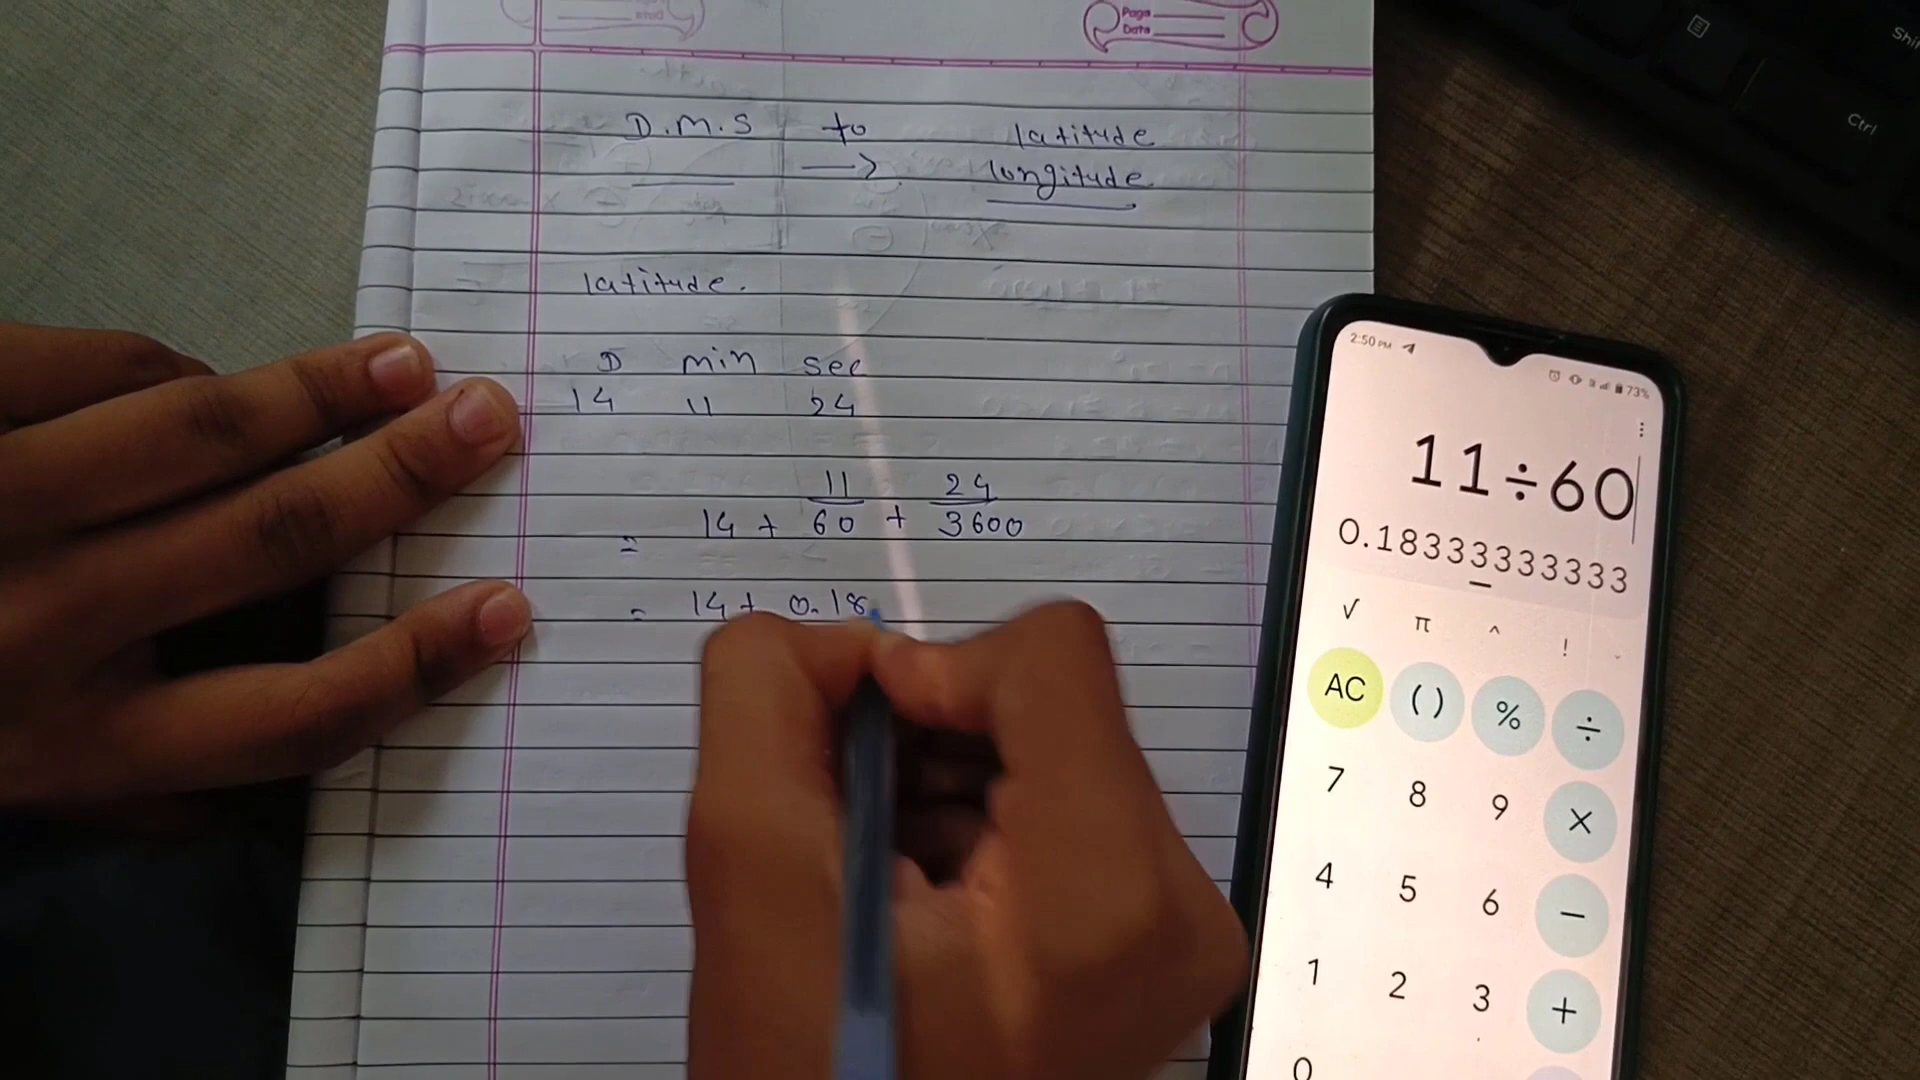 Page
Date
D.M.S to latitude
→ longitude
latitude.
D min sec
14 11 24
11 24
= 14 + 60 + 3600
= 14 + 0.18
Shi
Ctrl
2:50 PM 73%
11÷60
0.18333333333
√ π ^ !
AC ( ) % ÷
7 8 9 ×
4 5 6 −
1 2 3 +
0